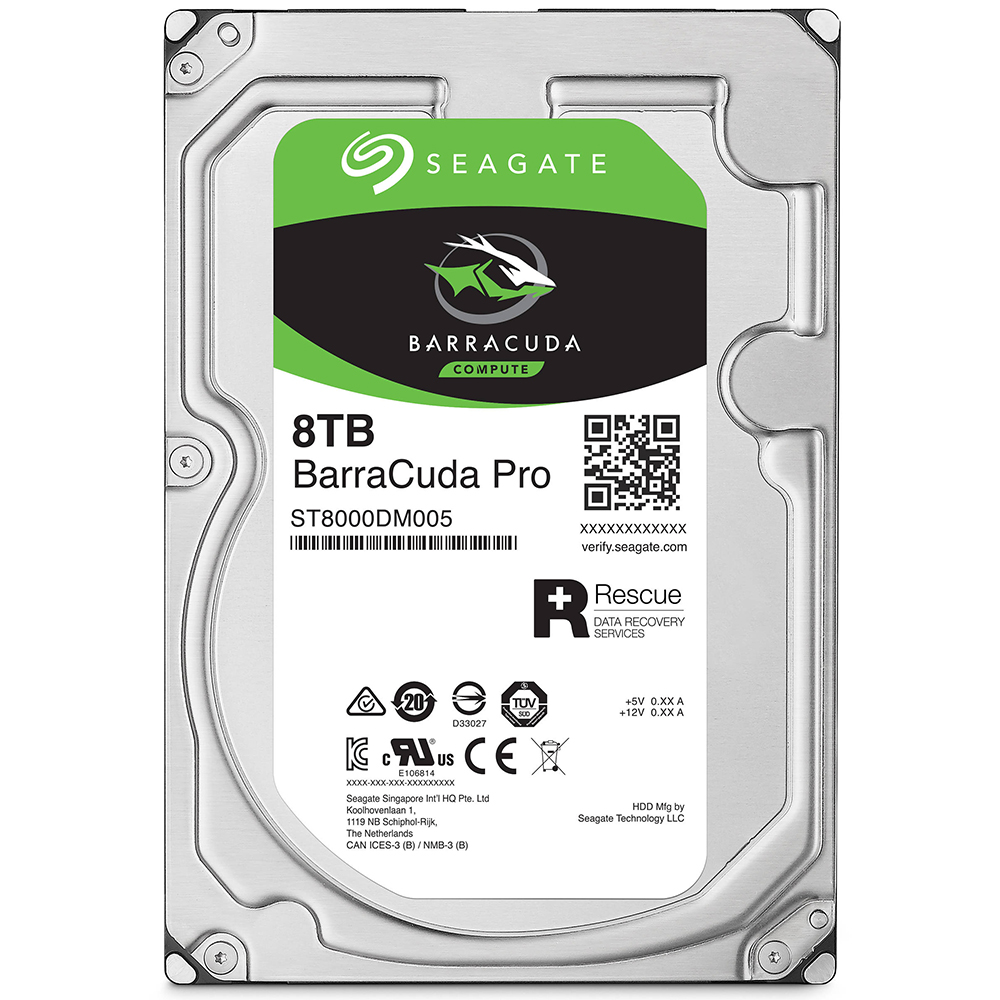 SEAGATE
BARRACUDA
COMPUTE
8TB
BarraCuda Pro
ST8000DM005
XXXXXXXXXXXX
verify.seagate.com
R Rescue
DATA RECOVERY
SERVICES
20
TÜV
SÜD
D33027
+5V 0.XX A
+12V 0.XX A
c RU US
E106814
CE
XXXX-XXX-XXX-XXXXXXXXX
Seagate Singapore Int'l HQ Pte. Ltd
Koolhovenlaan 1,
1119 NB Schiphol-Rijk,
The Netherlands
CAN ICES-3 (B) / NMB-3 (B)
HDD Mfg by
Seagate Technology LLC